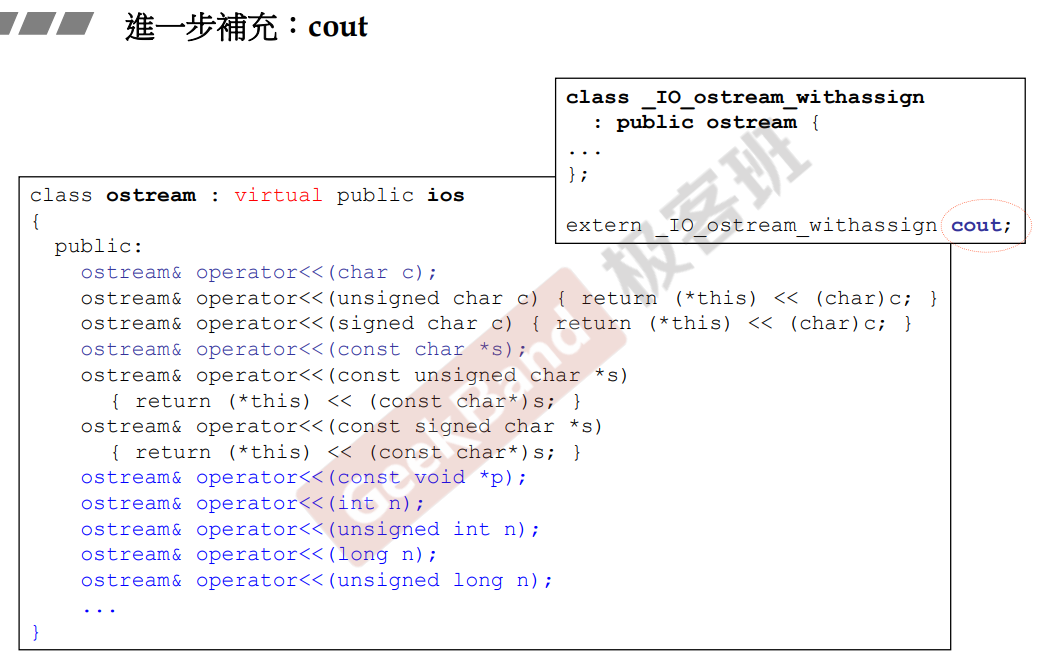 進一步補充：cout
class _IO_ostream_withassign
: public ostream {
...
};
extern _IO_ostream_withassign cout;
class ostream : virtual public ios
{
public:
ostream& operator<<(char c);
ostream& operator<<(unsigned char c) { return (*this) << (char)c; }
ostream& operator<<(signed char c) { return (*this) << (char)c; }
ostream& operator<<(const char *s);
ostream& operator<<(const unsigned char *s)
{ return (*this) << (const char*)s; }
ostream& operator<<(const signed char *s)
{ return (*this) << (const char*)s; }
ostream& operator<<(const void *p);
ostream& operator<<(int n);
ostream& operator<<(unsigned int n);
ostream& operator<<(long n);
ostream& operator<<(unsigned long n);
...
}
GeekBand 极客班